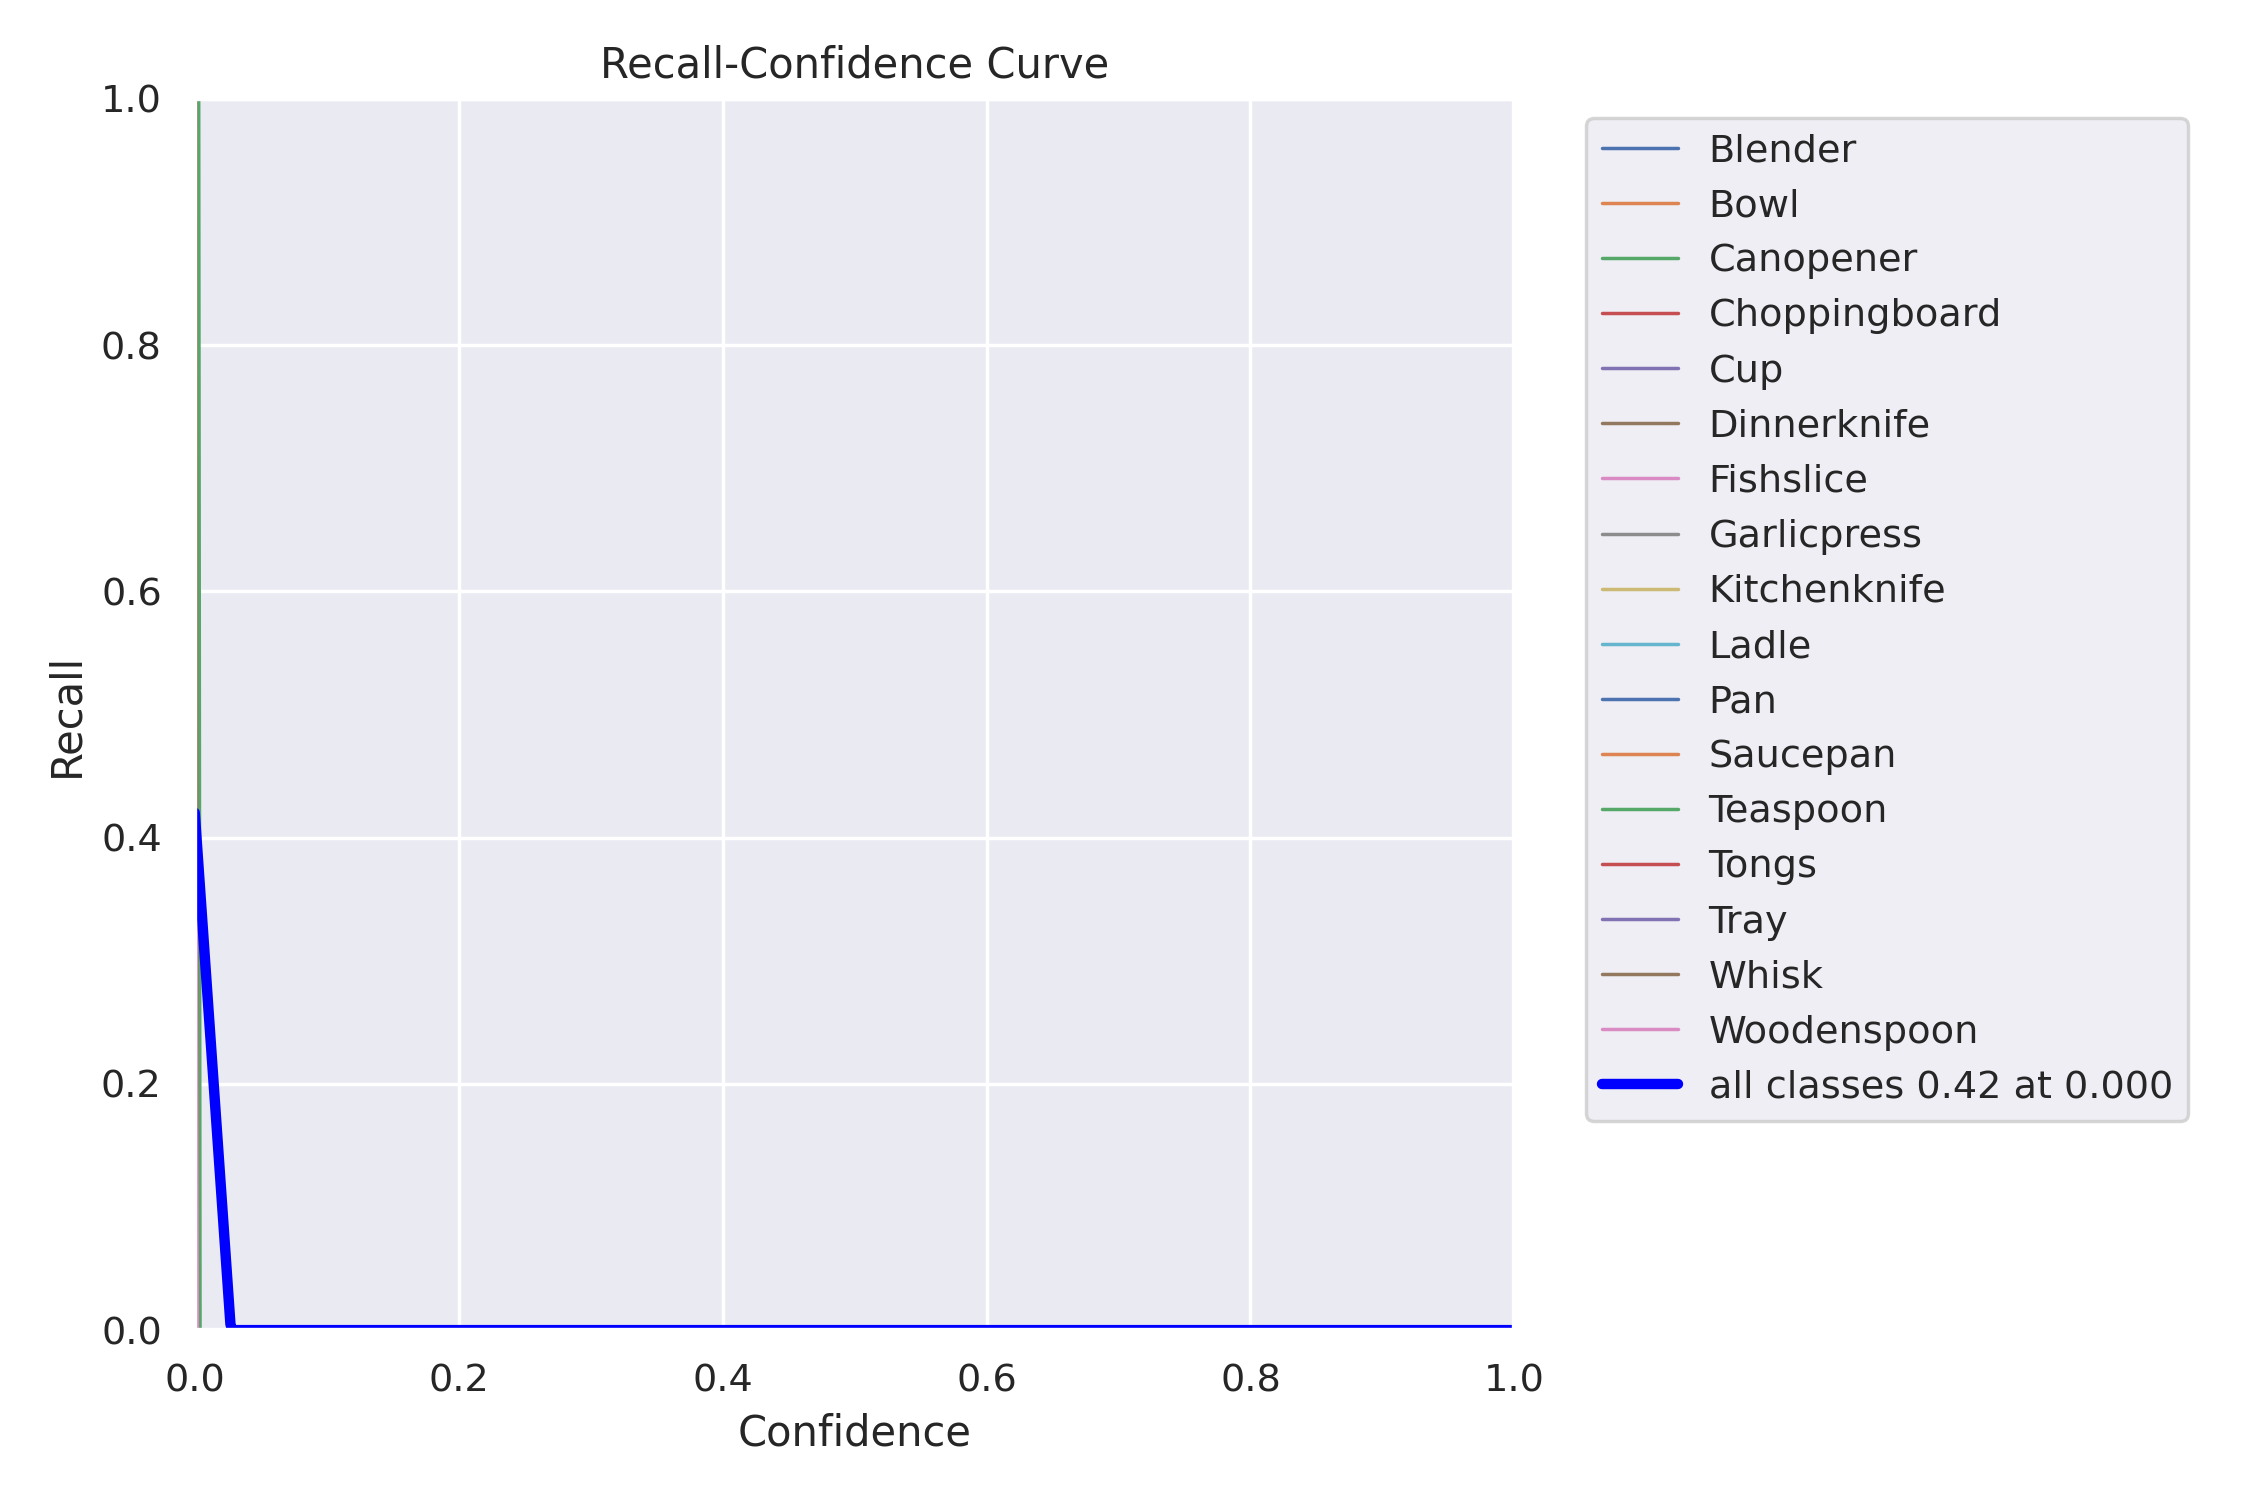 Recall-Confidence Curve
1.0
0.8
0.6
0.4
0.2
0.0
Recall
0.0 0.2 0.4 0.6 0.8 1.0
Confidence
Blender
Bowl
Canopener
Choppingboard
Cup
Dinnerknife
Fishslice
Garlicpress
Kitchenknife
Ladle
Pan
Saucepan
Teaspoon
Tongs
Tray
Whisk
Woodenspoon
all classes 0.42 at 0.000